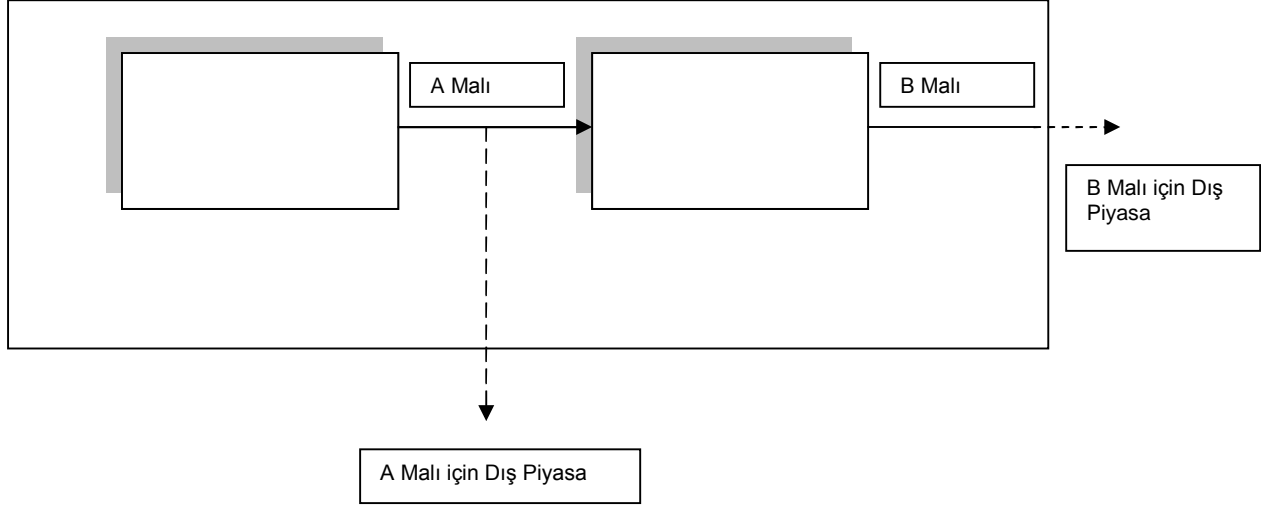 A Malı
B Malı
B Malı için Dış
Piyasa
A Malı için Dış Piyasa